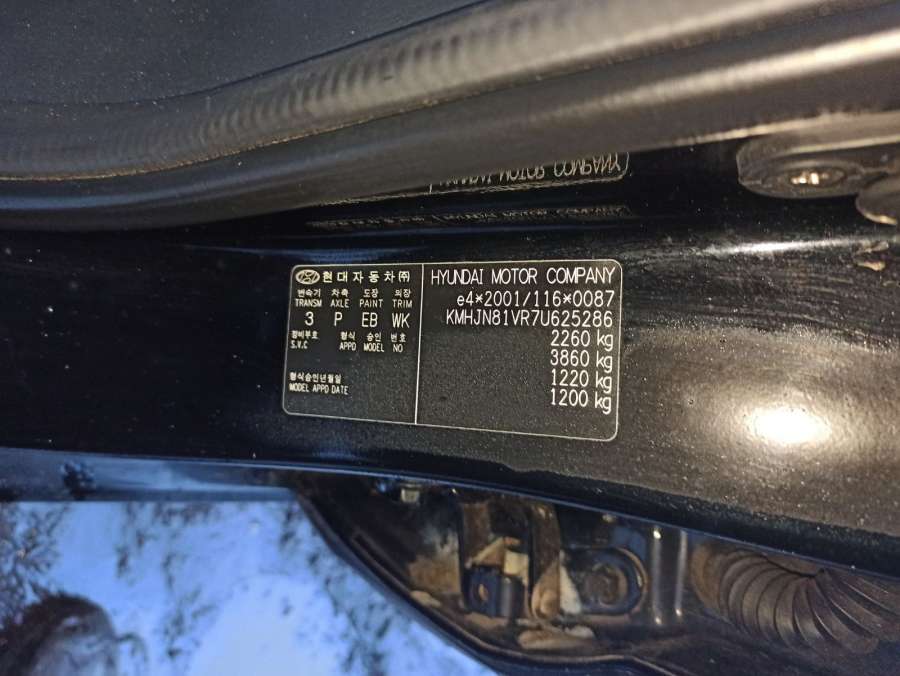 현대자동차㈜
변속기 차축 도장 의장
TRANSM AXLE PAINT TRIM
3 P EB WK
정비부호 형식 승인 번호
S.V.C APPD MODEL NO
형식승인년월일
MODEL APPD DATE
HYUNDAI MOTOR COMPANY
e4*2001/116*0087
KMHJN81VR7U625286
2260 kg
3860 kg
1220 kg
1200 kg